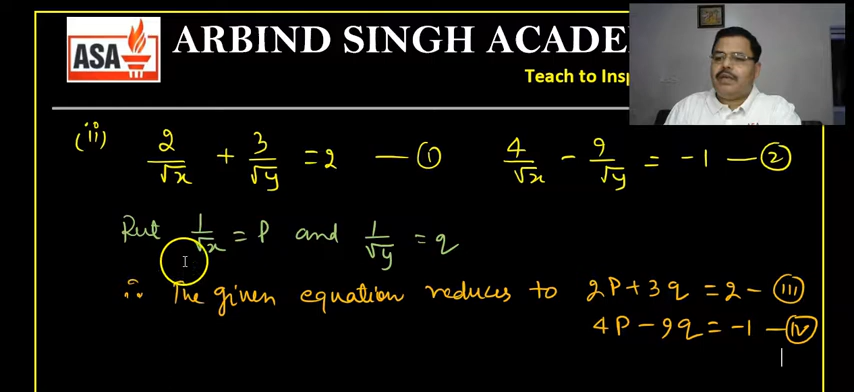 ASA
ARBIND SINGH ACADE
Teach to Insp
(ii) 2/√x + 3/√y = 2 — ① 4/√x − 9/√y = −1 — ②
Put 1/√x = P and 1/√y = q
∴ The given equation reduces to 2P + 3q = 2 — (III)
4P − 9q = −1 — (IV)